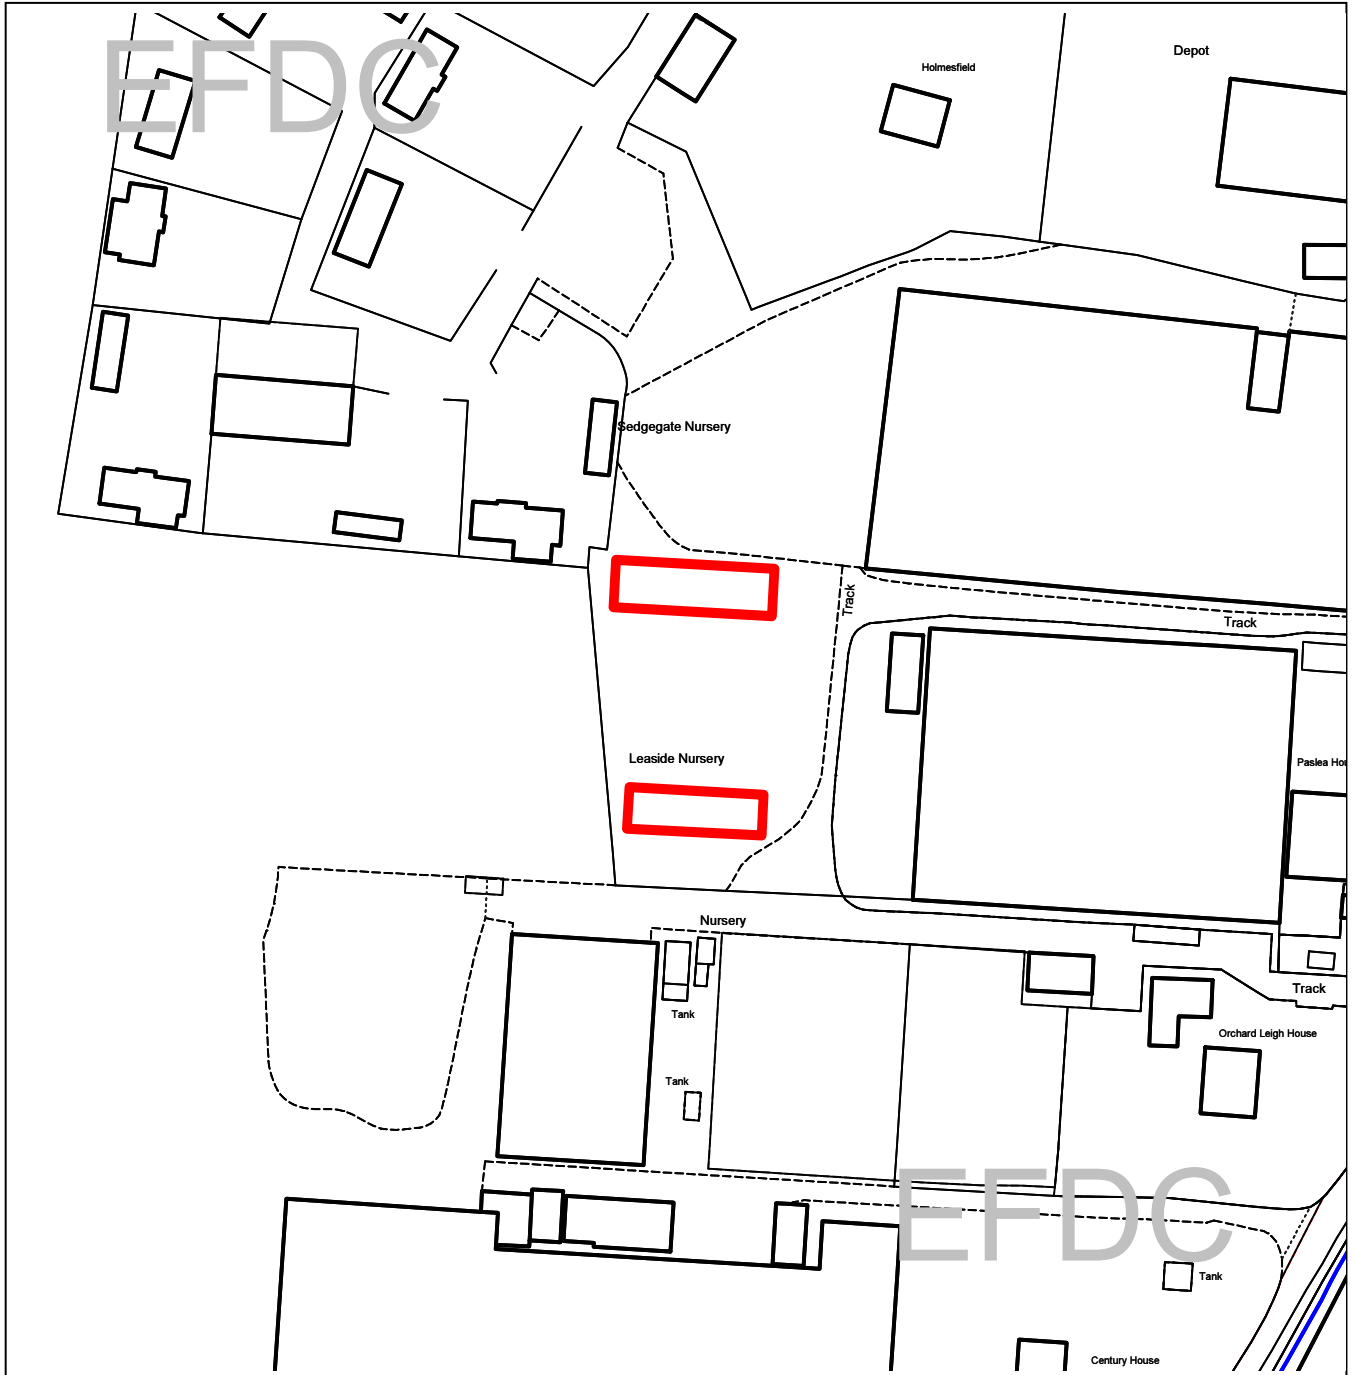 EFDC
Depot
Holmesfield
Sedgegate Nursery
Track
Track
Leaside Nursery
Paslea Hou
Nursery
Track
Tank
Orchard Leigh House
Tank
EFDC
Tank
Century House